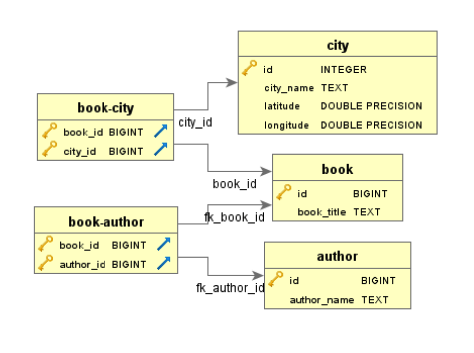 city
id INTEGER
city_name TEXT
latitude DOUBLE PRECISION
longitude DOUBLE PRECISION
book-city
book_id BIGINT
city_id BIGINT
city_id
book_id
book
id BIGINT
book_title TEXT
book-author
book_id BIGINT
author_id BIGINT
fk_book_id
fk_author_id
author
id BIGINT
author_name TEXT